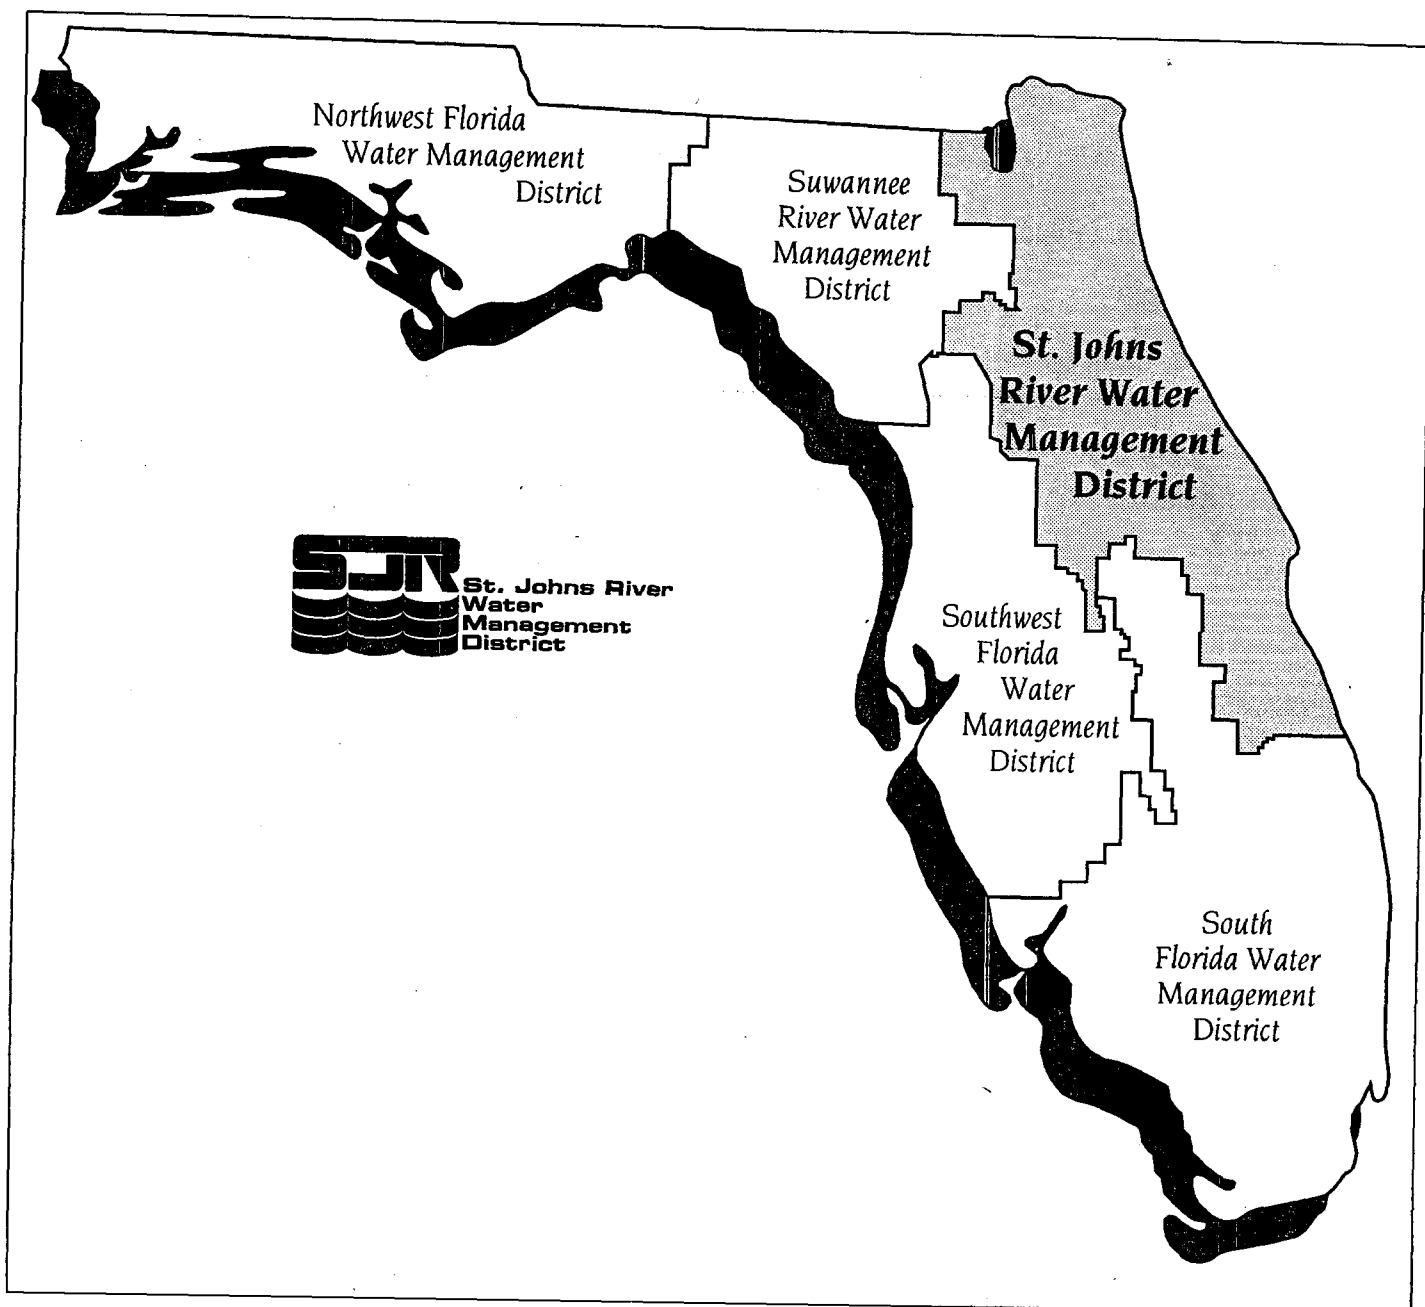 Northwest Florida
Water Management
District
Suwannee
River Water
Management
District
St. Johns
River Water
Management
District
SJR
St. Johns River
Water
Management
District
Southwest
Florida
Water
Management
District
South
Florida Water
Management
District